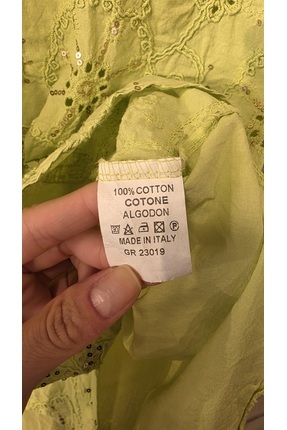 100% COTTON
COTONE
ALGODON
MADE IN ITALY
GR 23019